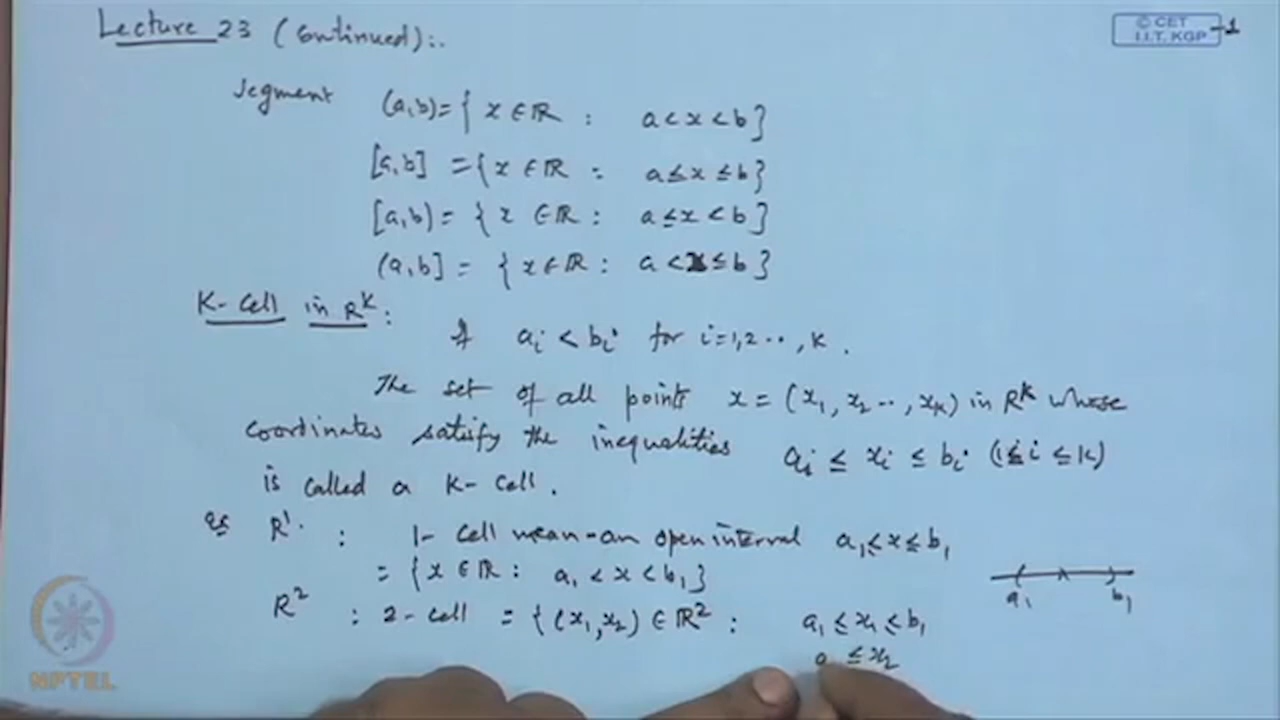 Lecture 23 (Continued):.
© CET
I.I.T. KGP
-1
Segment (a,b)={ x ∈ ℝ : a < x < b}
[a,b] ={ x ∈ ℝ : a ≤ x ≤ b}
[a,b)= { x ∈ ℝ : a ≤ x < b}
(a,b] = { x ∈ ℝ : a < x ≤ b}
K-Cell in R^K :
If a_i < b_i for i=1,2..,K.
The set of all points x = (x_1, x_2 .., x_K) in R^K whose
coordinates satisfy the inequalities a_i ≤ x_i ≤ b_i (1≤ i ≤ K)
is called a K-cell.
eg R^1. : 1- Cell mean-an open interval a_1 ≤ x ≤ b_1
= { x ∈ ℝ : a_1 < x < b_1}
a_1 b_1
R^2 : 2-cell = {(x_1,x_2) ∈ ℝ^2 : a_1 ≤ x_1 ≤ b_1
a ≤ x_2
NPTEL